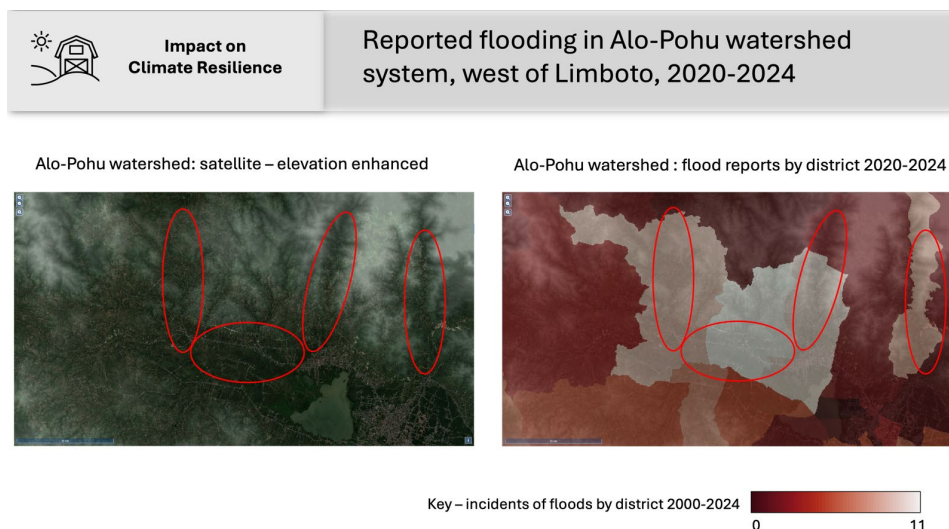 Impact on
Climate Resilience
Reported flooding in Alo-Pohu watershed
system, west of Limboto, 2020-2024
Alo-Pohu watershed: satellite – elevation enhanced
Alo-Pohu watershed : flood reports by district 2020-2024
Key – incidents of floods by district 2000-2024
0
11